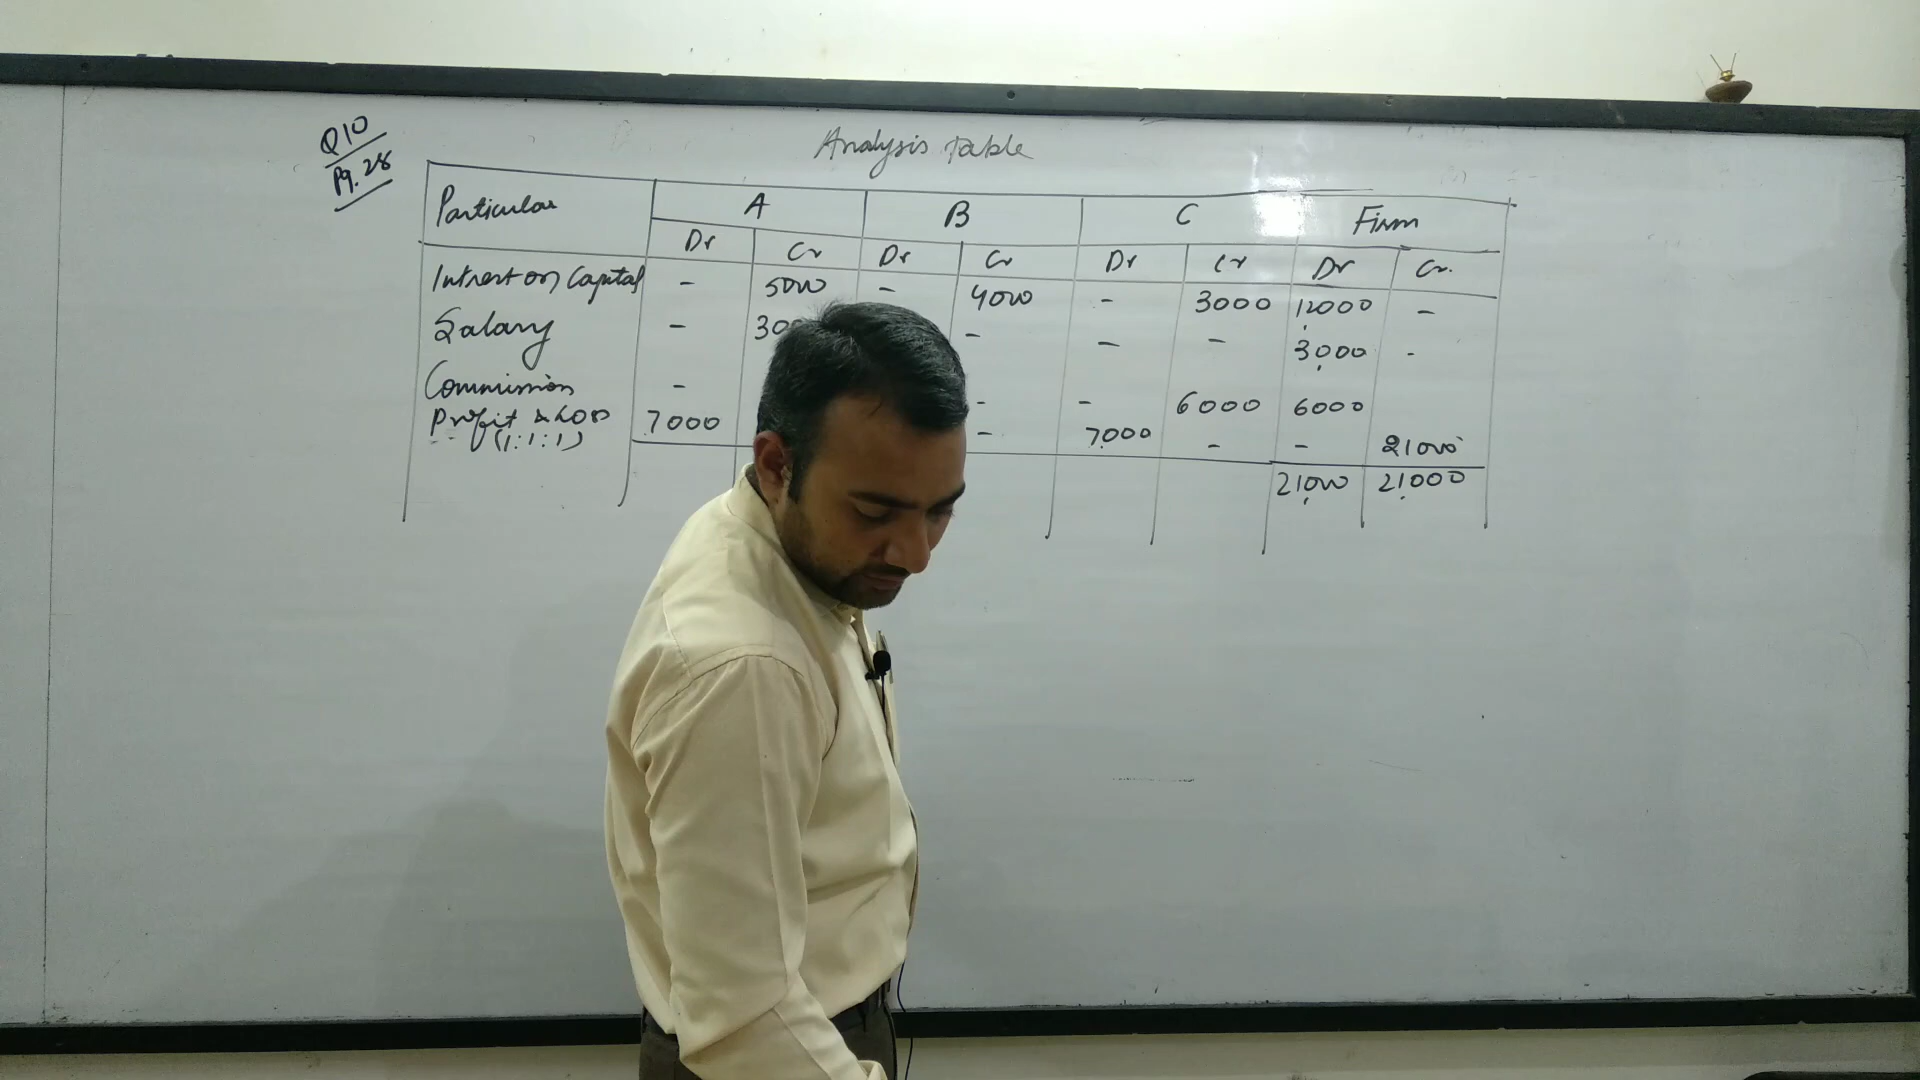 Q10
Pg. 28
Analysis Table
Particular A B C Firm
Dr Cr Dr Cr Dr Cr Dr Cr.
Intrest on Capital - 5000 - 4000 - 3000 12000 -
Salary - - - - 3000 -
Commission - - - 6000 6000
Profit & Loss 7000 - 7000 - - 21000
(1:1:1)
21000 21000